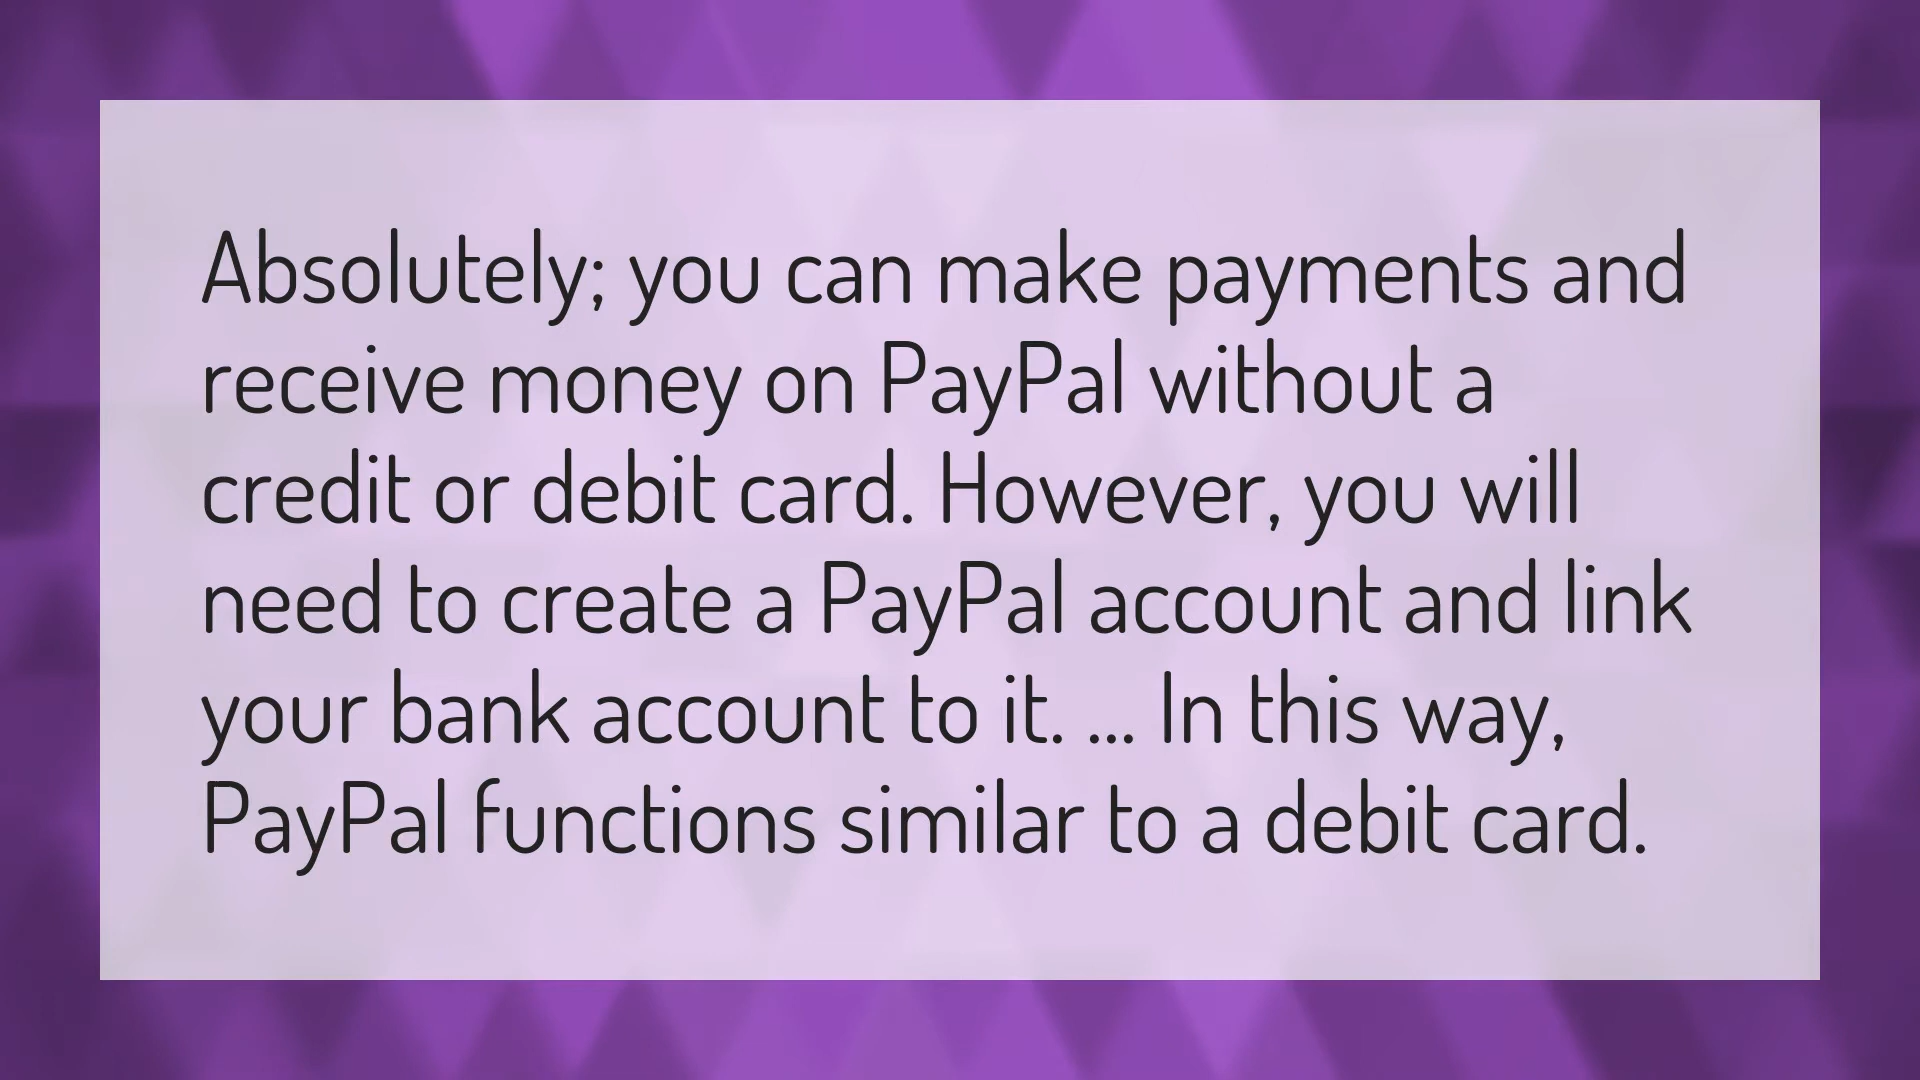 Absolutely; you can make payments and
receive money on PayPal without a
credit or debit card. However, you will
need to create a PayPal account and link
your bank account to it. ... In this way,
PayPal functions similar to a debit card.